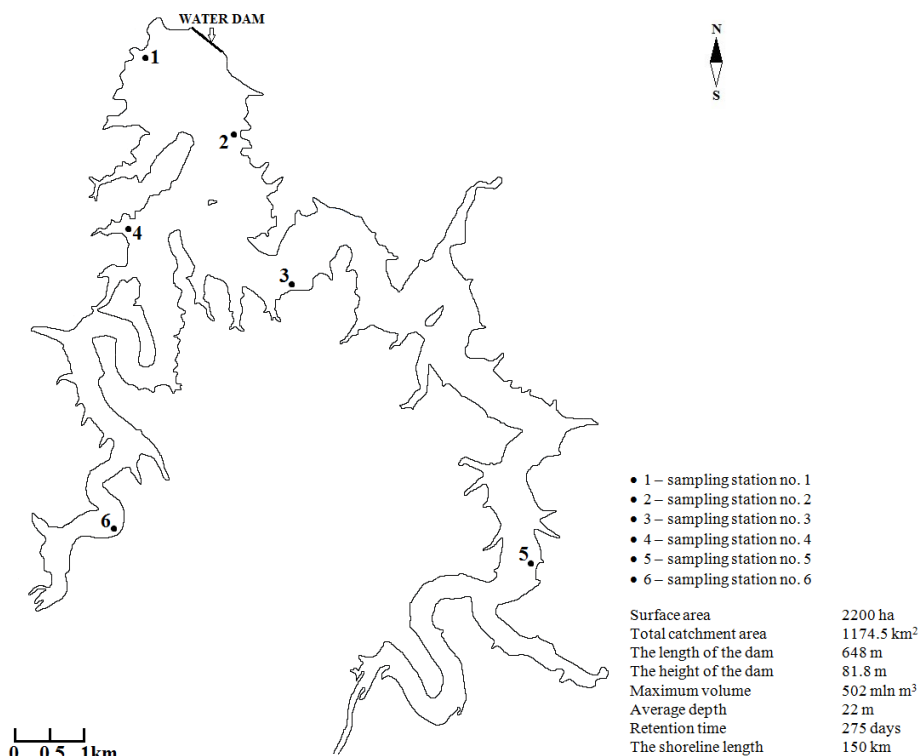 WATER DAM
N
S
1
2
4
3
6
5
• 1 – sampling station no. 1
• 2 – sampling station no. 2
• 3 – sampling station no. 3
• 4 – sampling station no. 4
• 5 – sampling station no. 5
• 6 – sampling station no. 6
Surface area 2200 ha
Total catchment area 1174.5 km²
The length of the dam 648 m
The height of the dam 81.8 m
Maximum volume 502 mln m³
Average depth 22 m
Retention time 275 days
The shoreline length 150 km
0 0.5 1km